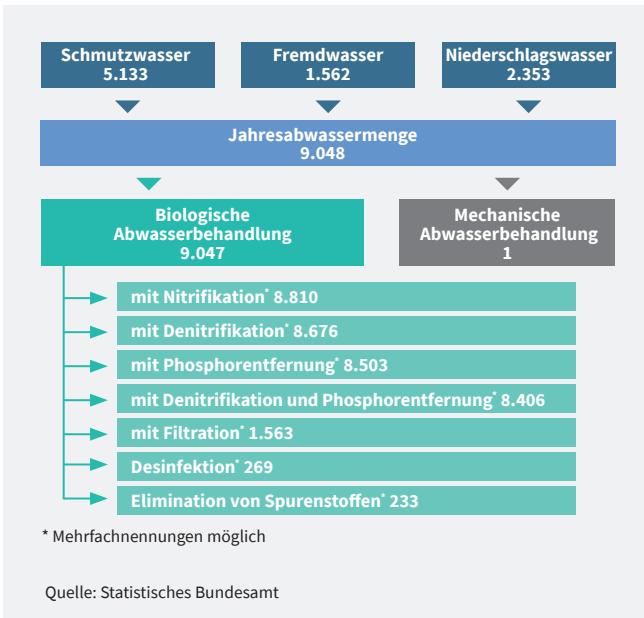 Schmutzwasser
5.133
Fremdwasser
1.562
Niederschlagswasser
2.353
Jahresabwassermenge
9.048
Biologische
Abwasserbehandlung
9.047
Mechanische
Abwasserbehandlung
1
mit Nitrifikation* 8.810
mit Denitrifikation* 8.676
mit Phosphorentfernung* 8.503
mit Denitrifikation und Phosphorentfernung* 8.406
mit Filtration* 1.563
Desinfektion* 269
Elimination von Spurenstoffen* 233
* Mehrfachnennungen möglich
Quelle: Statistisches Bundesamt